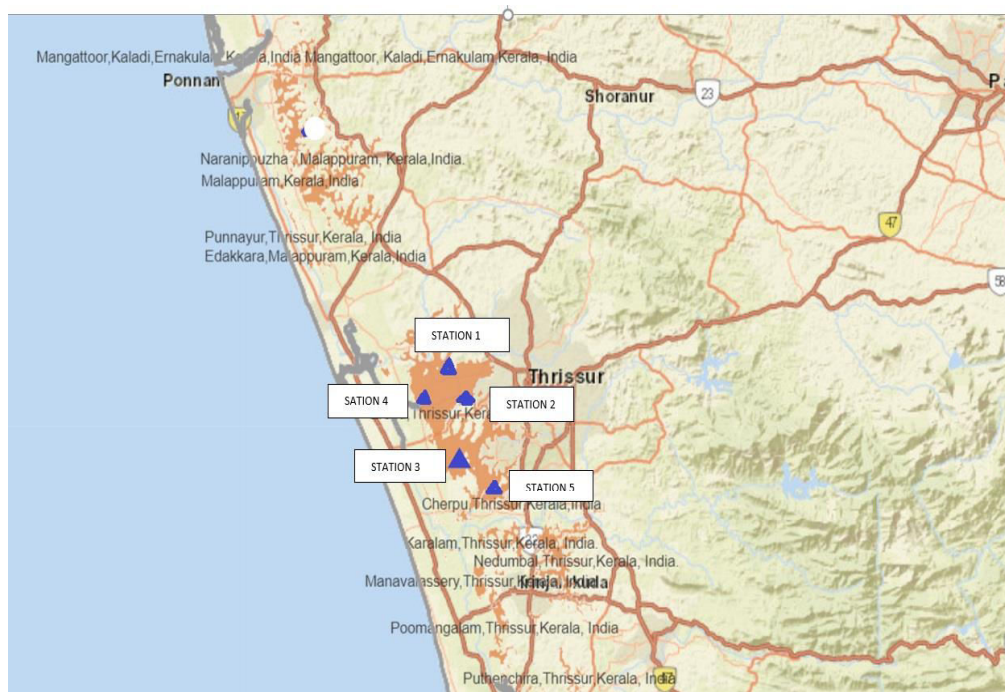 Mangattoor,Kaladi,Ernakulam, Kerala,India Mangattoor, Kaladi,Ernakulam,Kerala, India
Ponnan
Shoranur
23
Naranippuzha, Malappuram, Kerala,India.
Malappuram,Kerala,India
47
Punnayur,Thrissur,Kerala, India
Edakkara,Malappuram,Kerala,India
58
STATION 1
Thrissur
SATION 4
STATION 2
Thrissur,Kera
STATION 3
STATION 5
Cherpu,Thrissur,Kerala,India
Karalam,Thrissur,Kerala, India.
Nedumbal,Thrissur,Kerala, India.
Manavalassery,Thrissur,Kerala, India
Poomangalam,Thrissur,Kerala, India
Puthenchira,Thrissur,Kerala, India